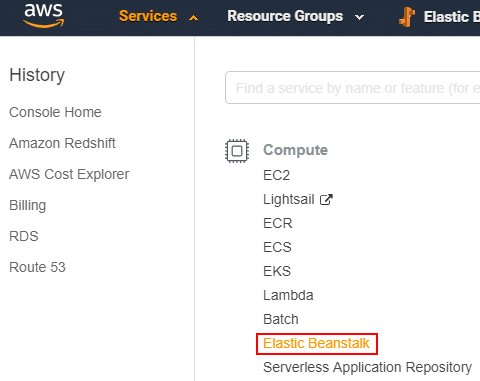 aws Services Resource Groups Elastic B
History
Console Home
Amazon Redshift
AWS Cost Explorer
Billing
RDS
Route 53
Find a service by name or feature (for e
Compute
EC2
Lightsail
ECR
ECS
EKS
Lambda
Batch
Elastic Beanstalk
Serverless Application Repository